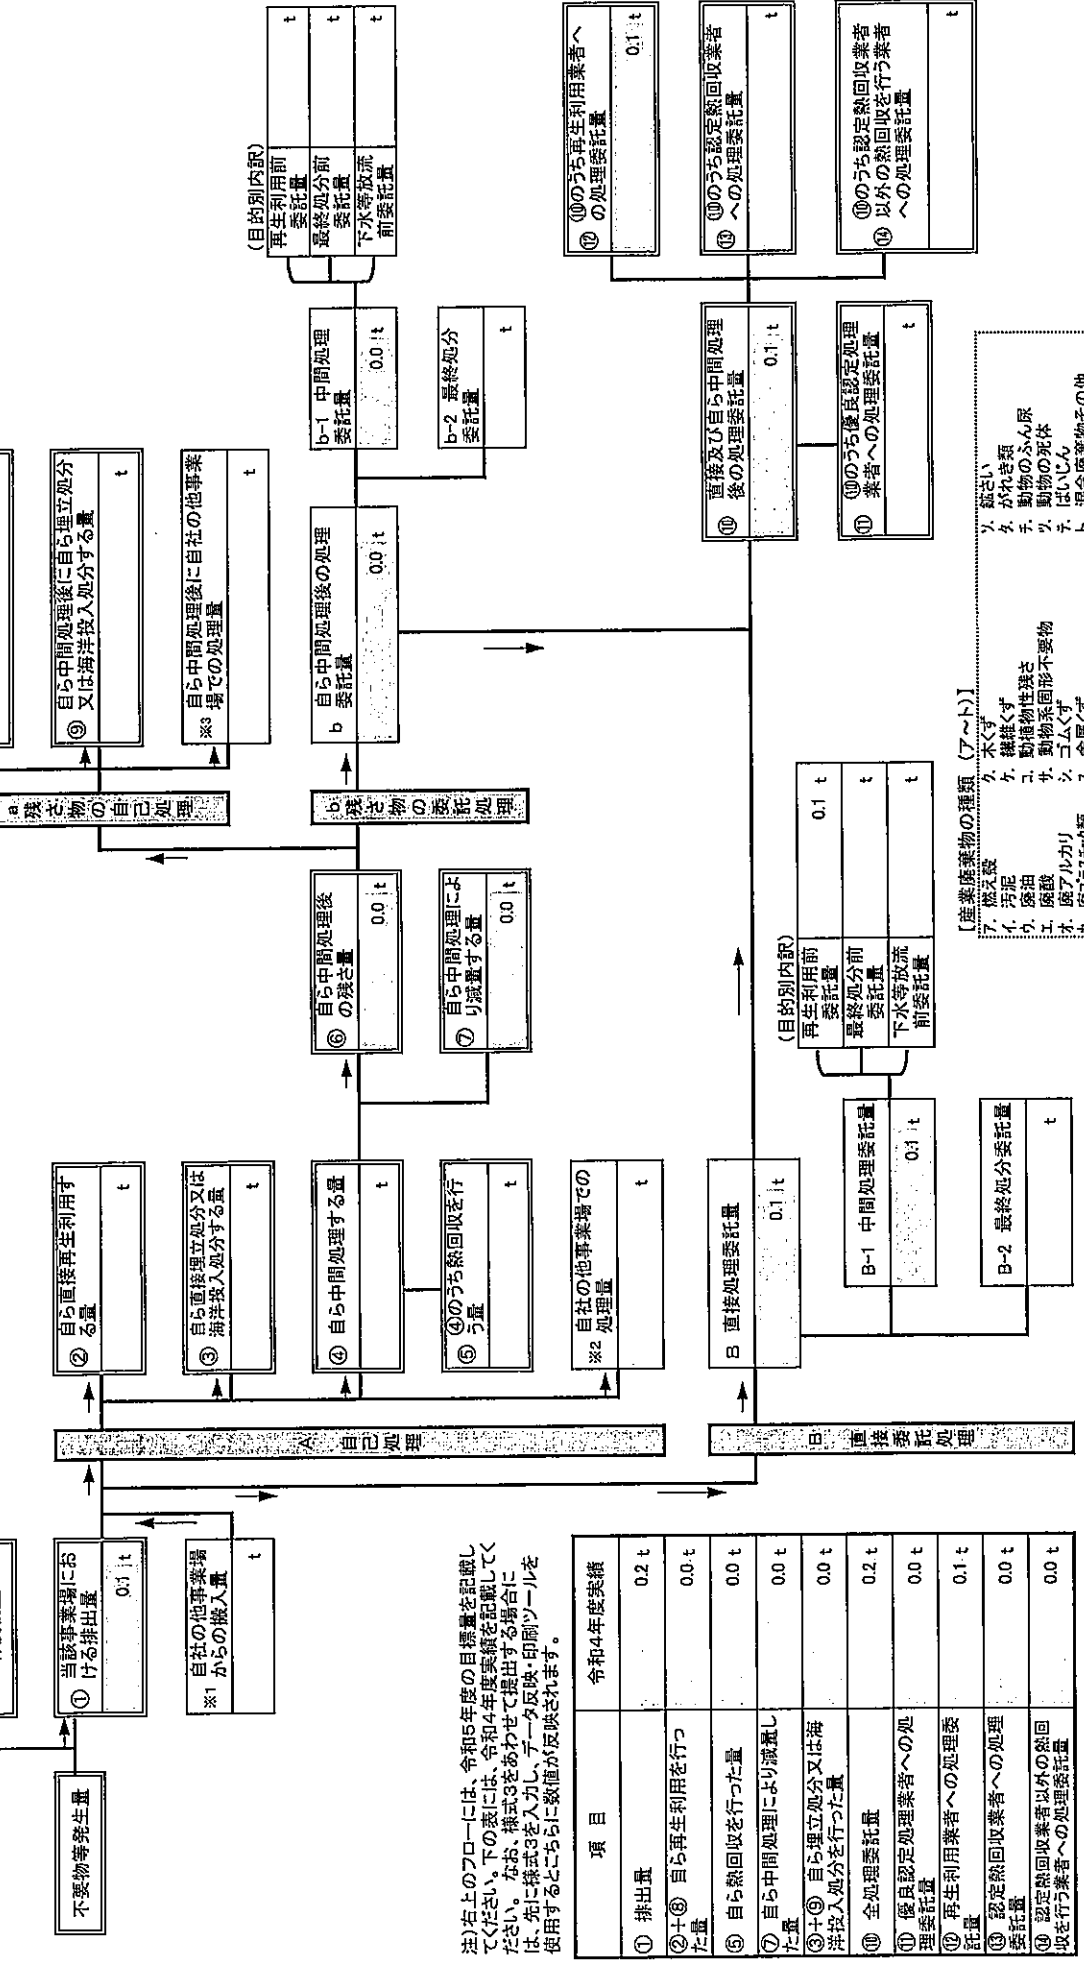 不要物等発生量
① 当該事業場にお
ける排出量
0.1 t
※1 自社の他事業場
からの搬入量
t
A 自己処理
② 自ら直接再生利用す
る量
t
③ 自ら直接埋立処分又は
海洋投入処分する量
t
④ 自ら中間処理する量
t
⑤ ④のうち熱回収を行
う量
t
※2 自社の他事業場での
処理量
t
⑥ 自ら中間処理後
の残さ量
0.0 t
⑦ 自ら中間処理によ
り減量する量
0.0 t
a 残さ物の自己処理
⑨ 自ら中間処理後に自ら埋立処分
又は海洋投入処分する量
t
※3 自ら中間処理後に自社の他事業
場での処理量
t
b 残さ物の委託処理
b 自ら中間処理後の処理
委託量
0.0 t
b-1 中間処理
委託量
0.0 t
b-2 最終処分
委託量
t
(目的別内訳)
再生利用前
委託量
t
最終処分前
委託量
t
下水等放流
前委託量
t
B 直接委託処理
B 直接処理委託量
0.1 t
B-1 中間処理委託量
0.1 t
B-2 最終処分委託量
t
(目的別内訳)
再生利用前
委託量
0.1 t
最終処分前
委託量
t
下水等放流
前委託量
t
⑩ 直接及び自ら中間処理
後の処理委託量
0.1 t
⑪ ⑩のうち優良認定処理
業者への処理委託量
t
⑫ ⑩のうち再生利用業者へ
の処理委託量
0.1 t
⑬ ⑩のうち認定熱回収業者
への処理委託量
t
⑭ ⑩のうち認定熱回収業者
以外の熱回収を行う業者
への処理委託量
t
注)右上のフローには、令和5年度の目標量を記載し
てください。下の表には、令和4年度実績を記載してく
ださい。 なお、様式3をあわせて提出する場合に
は、先に様式3を入力し、データ反映・印刷ツールを
使用するとこちらに数値が反映されます。
項 目 令和4年度実績
① 排出量 0.2 t
②+⑧ 自ら再生利用を行っ
た量 0.0 t
⑤ 自ら熱回収を行った量 0.0 t
⑦ 自ら中間処理により減量し
た量 0.0 t
③+⑨ 自ら埋立処分又は海
洋投入処分を行った量 0.0 t
⑩ 全処理委託量 0.2 t
⑪ 優良認定処理業者への処
理委託量 0.0 t
⑫ 再生利用業者への処理委
託量 0.1 t
⑬ 認定熱回収業者への処理
委託量 0.0 t
⑭ 認定熱回収業者以外の熱回
収を行う業者への処理委託量 0.0 t
[産業廃棄物の種類 (ア~ト)]
ア. 燃え殻 ク. 木くず ソ. 鉱さい
イ. 汚泥 ケ. 繊維くず タ. がれき類
ウ. 廃油 コ. 動植物性残さ チ. 動物のふん尿
エ. 廃酸 サ. 動物系固形不要物 ツ. 動物の死体
オ. 廃アルカリ シ. ゴムくず テ. ばいじん